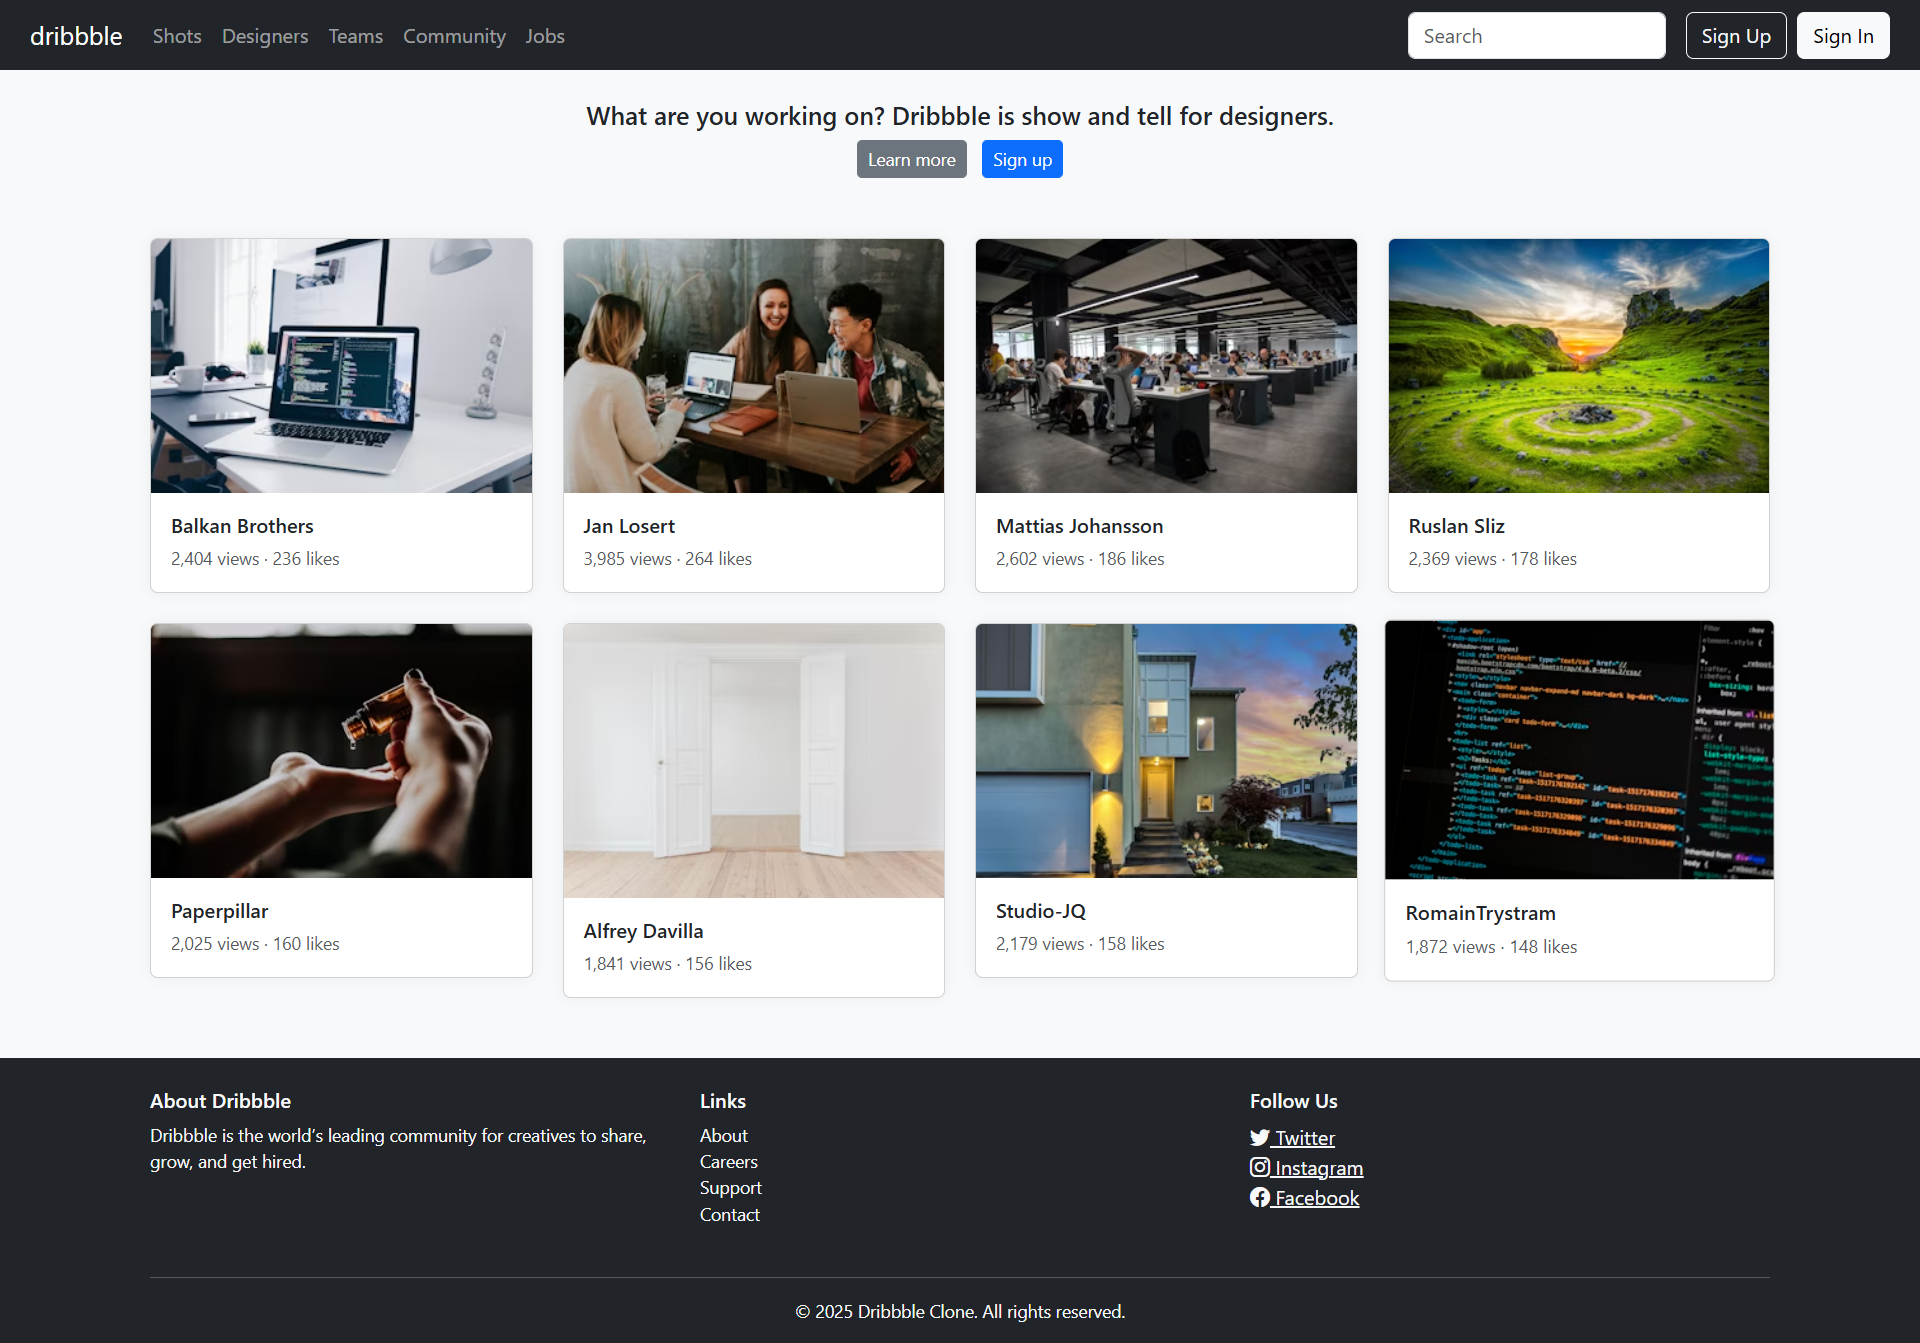 dribbble Shots Designers Teams Community Jobs Search Sign Up Sign In
What are you working on? Dribbble is show and tell for designers.
Learn more Sign up
Balkan Brothers
2,404 views · 236 likes
Jan Losert
3,985 views · 264 likes
Mattias Johansson
2,602 views · 186 likes
Ruslan Sliz
2,369 views · 178 likes
Paperpillar
2,025 views · 160 likes
Alfrey Davilla
1,841 views · 156 likes
Studio-JQ
2,179 views · 158 likes
RomainTrystram
1,872 views · 148 likes
About Dribbble
Dribbble is the world’s leading community for creatives to share,
grow, and get hired.
Links
About
Careers
Support
Contact
Follow Us
Twitter
Instagram
Facebook
© 2025 Dribbble Clone. All rights reserved.